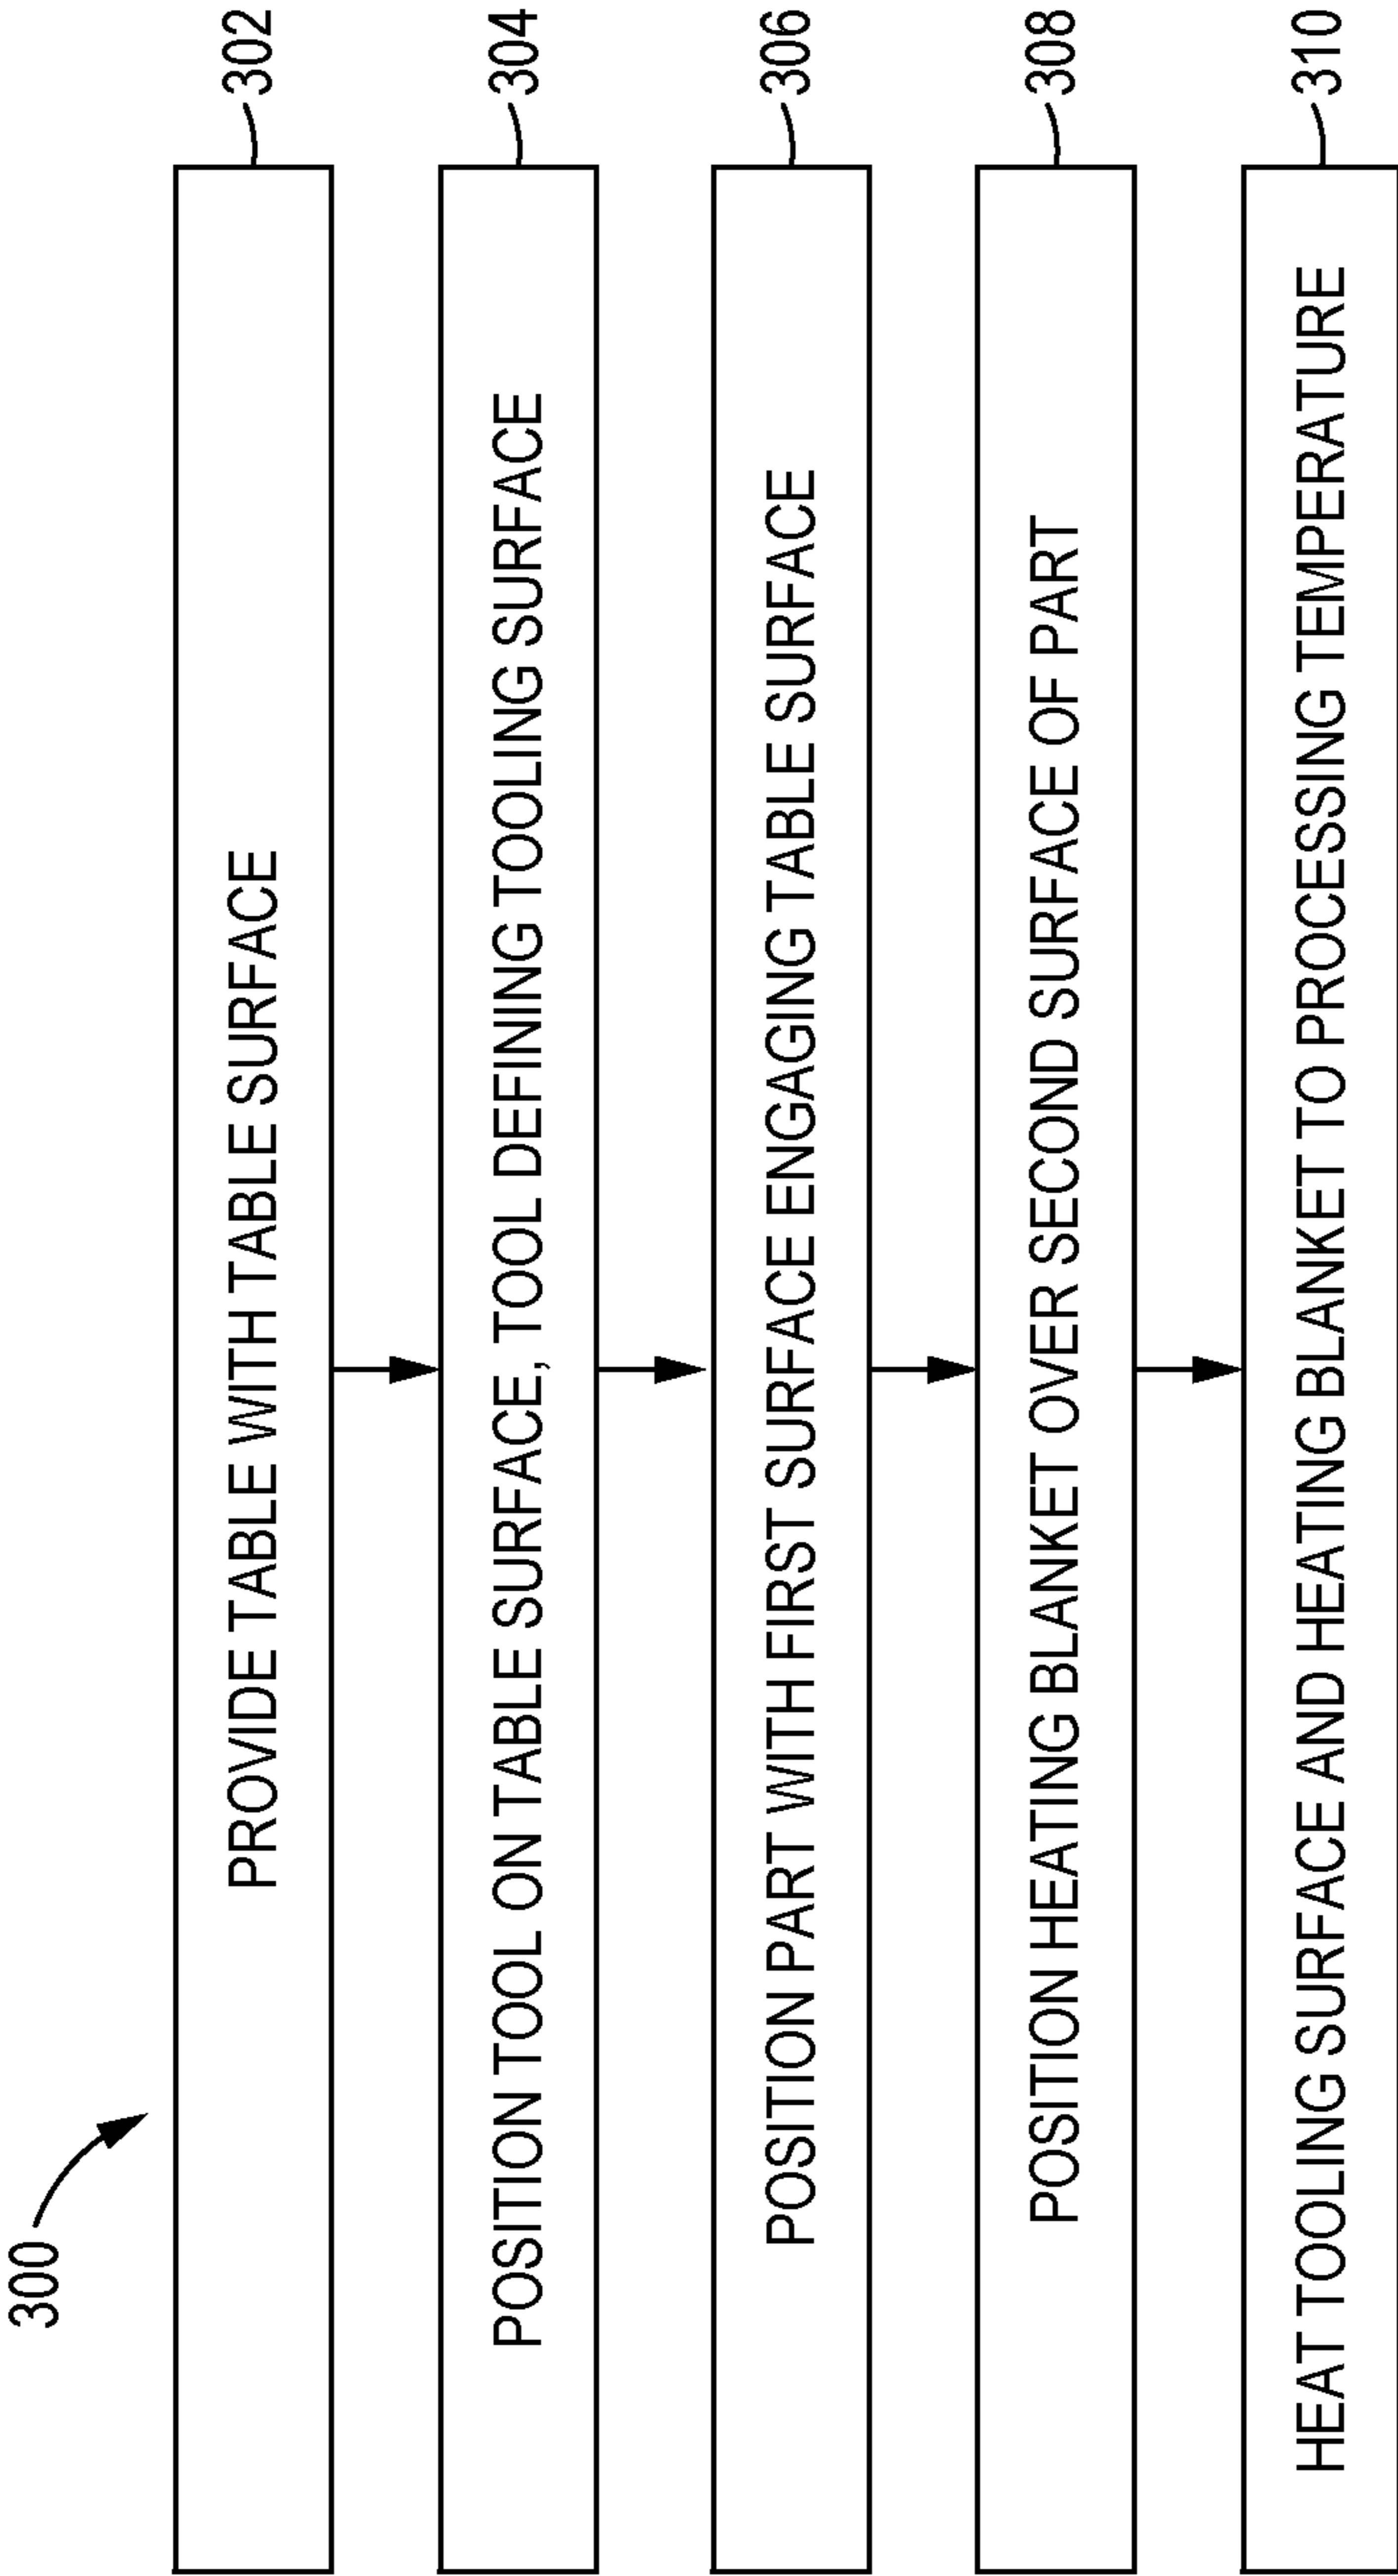 300
PROVIDE TABLE WITH TABLE SURFACE
302
POSITION TOOL ON TABLE SURFACE, TOOL DEFINING TOOLING SURFACE
304
POSITION PART WITH FIRST SURFACE ENGAGING TABLE SURFACE
306
POSITION HEATING BLANKET OVER SECOND SURFACE OF PART
308
HEAT TOOLING SURFACE AND HEATING BLANKET TO PROCESSING TEMPERATURE
310